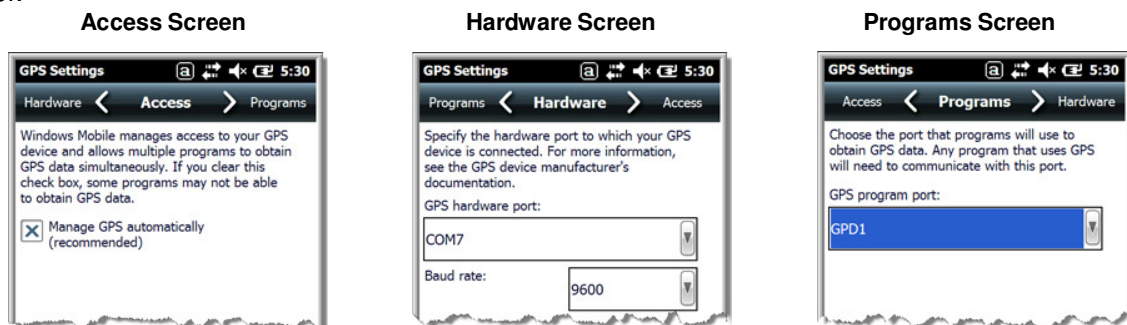 Access Screen
Hardware Screen
Programs Screen
GPS Settings a 5:30
Hardware Access Programs
Windows Mobile manages access to your GPS
device and allows multiple programs to obtain
GPS data simultaneously. If you clear this
check box, some programs may not be able
to obtain GPS data.
Manage GPS automatically
(recommended)
GPS Settings a 5:30
Programs Hardware Access
Specify the hardware port to which your GPS
device is connected. For more information,
see the GPS device manufacturer's
documentation.
GPS hardware port:
COM7
Baud rate:
9600
GPS Settings a 5:30
Access Programs Hardware
Choose the port that programs will use to
obtain GPS data. Any program that uses GPS
will need to communicate with this port.
GPS program port:
GPD1